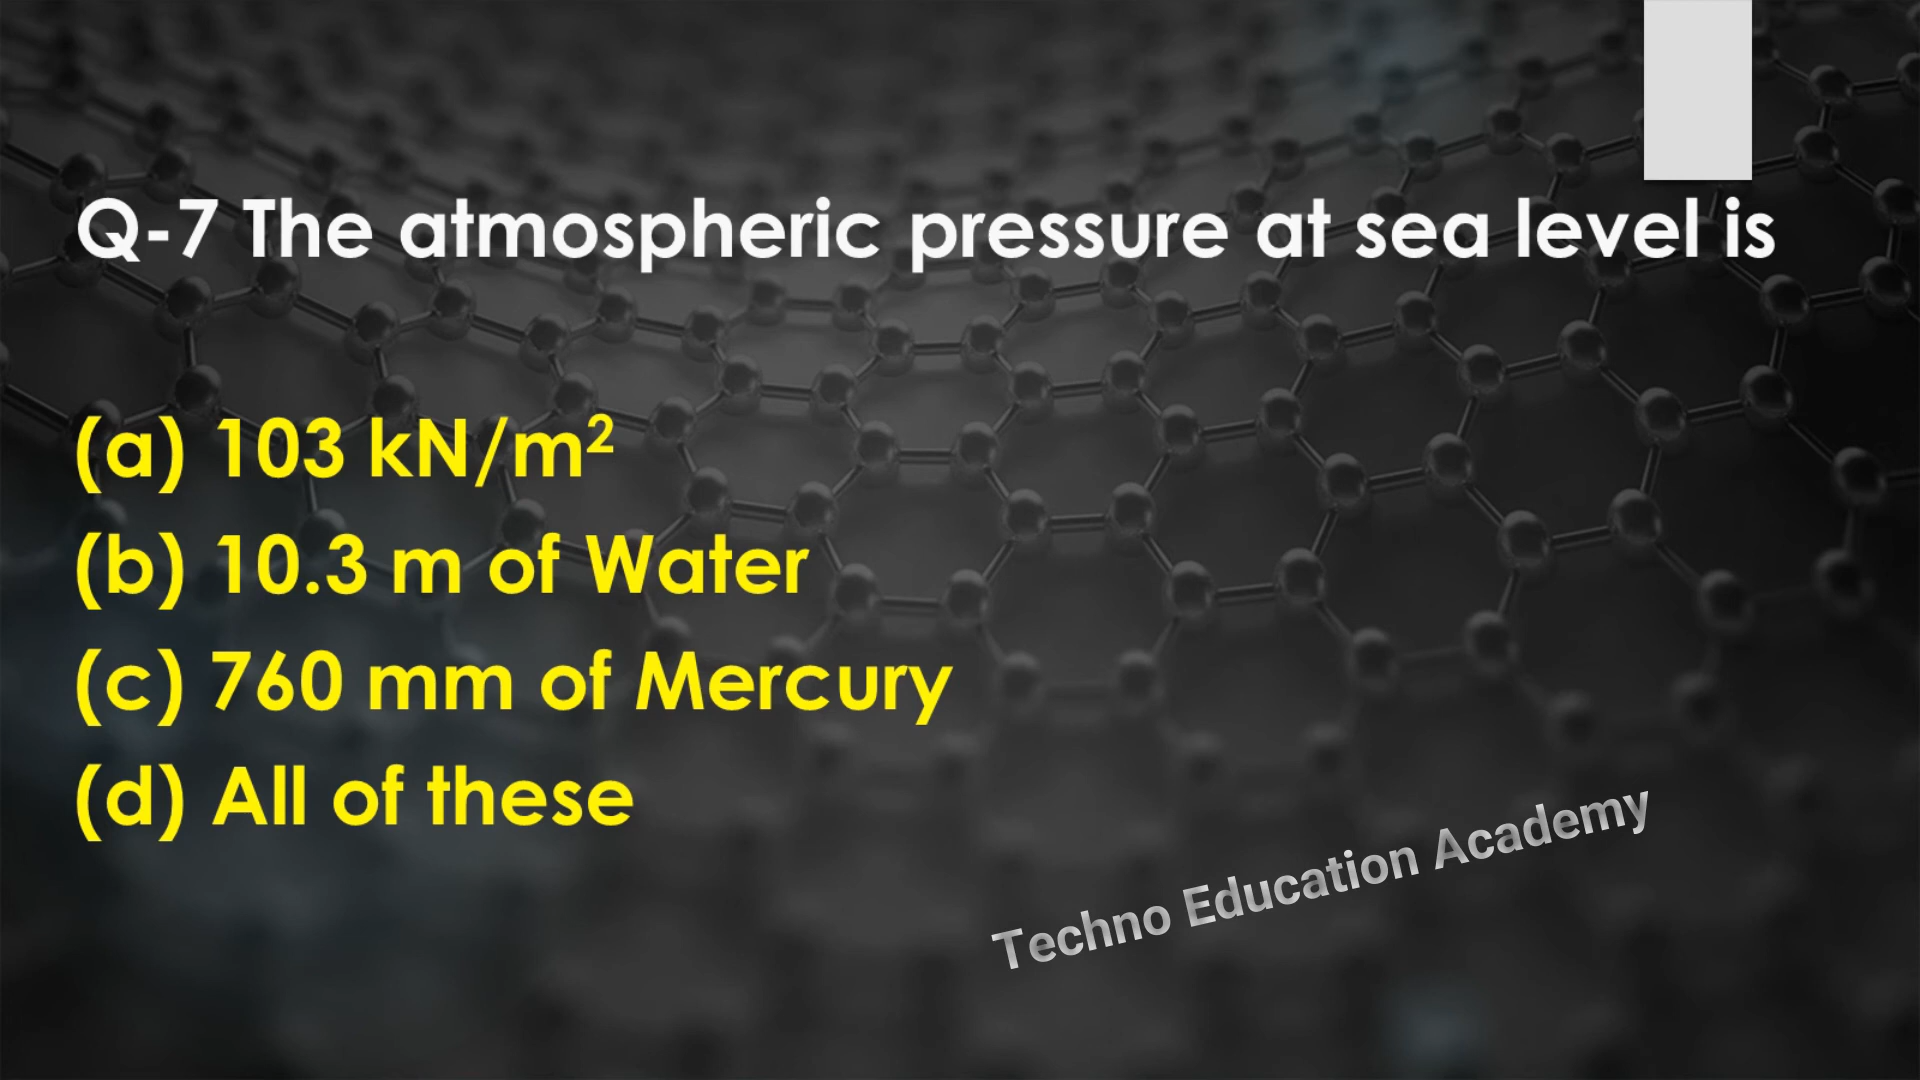 Q-7 The atmospheric pressure at sea level is
(a) 103 kN/m²
(b) 10.3 m of Water
(c) 760 mm of Mercury
(d) All of these
Techno Education Academy